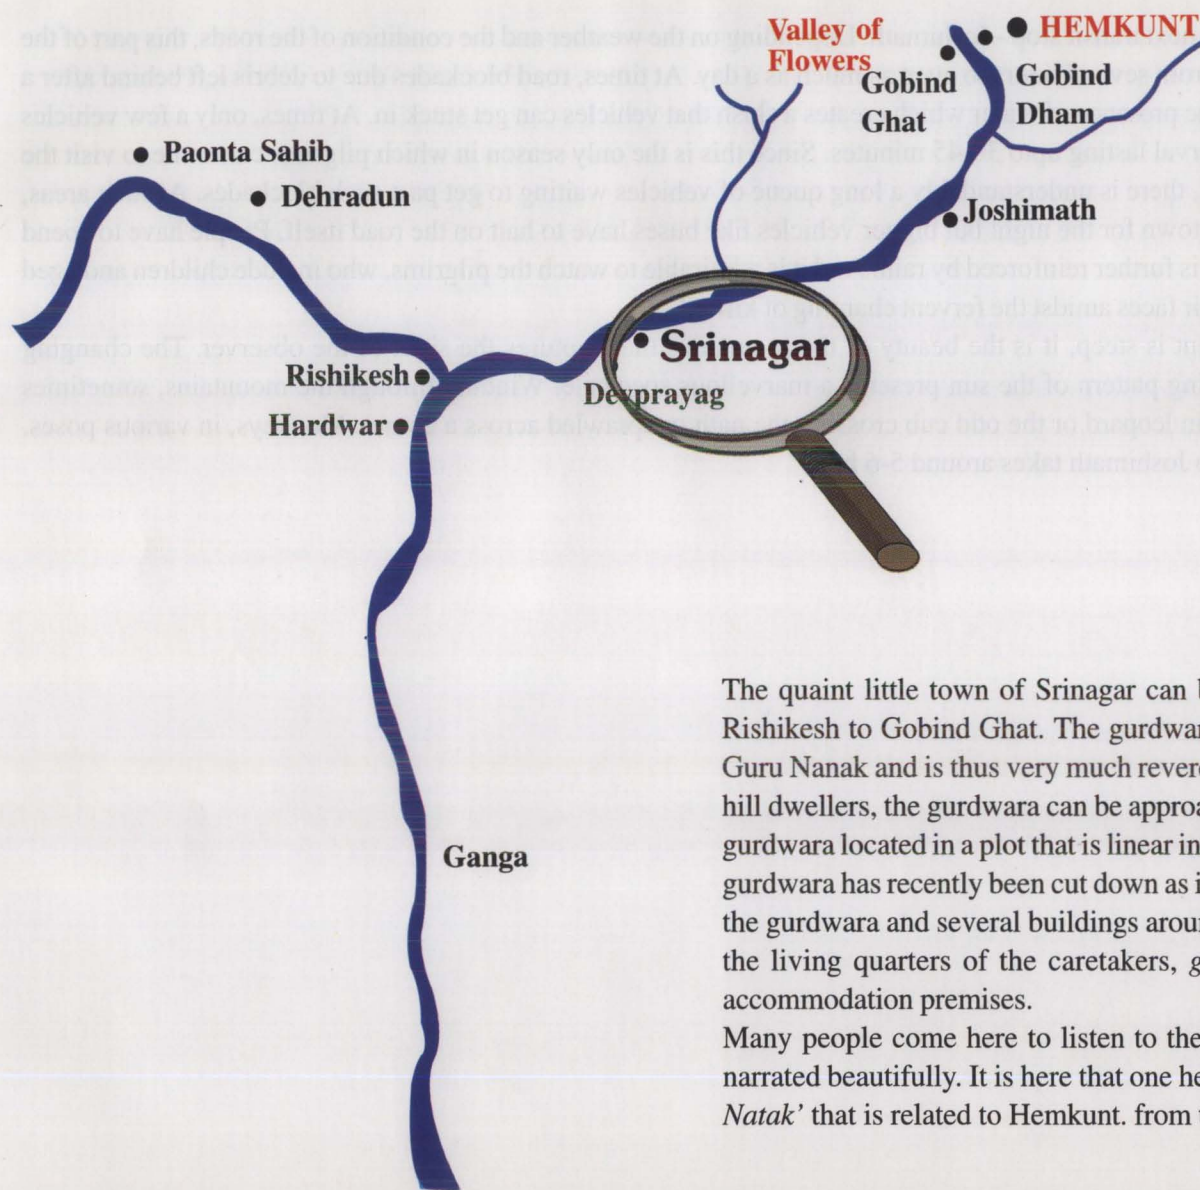 Valley of
Flowers
HEMKUNT
Gobind
Ghat
Gobind
Dham
Paonta Sahib
Dehradun
Joshimath
Srinagar
Rishikesh
Devprayag
Hardwar
Ganga
The quaint little town of Srinagar can
Rishikesh to Gobind Ghat. The gurdwar
Guru Nanak and is thus very much revere
hill dwellers, the gurdwara can be approa
gurdwara located in a plot that is linear in
gurdwara has recently been cut down as i
the gurdwara and several buildings arou
the living quarters of the caretakers, g
accommodation premises.
Many people come here to listen to the
narrated beautifully. It is here that one he
Natak' that is related to Hemkunt. from